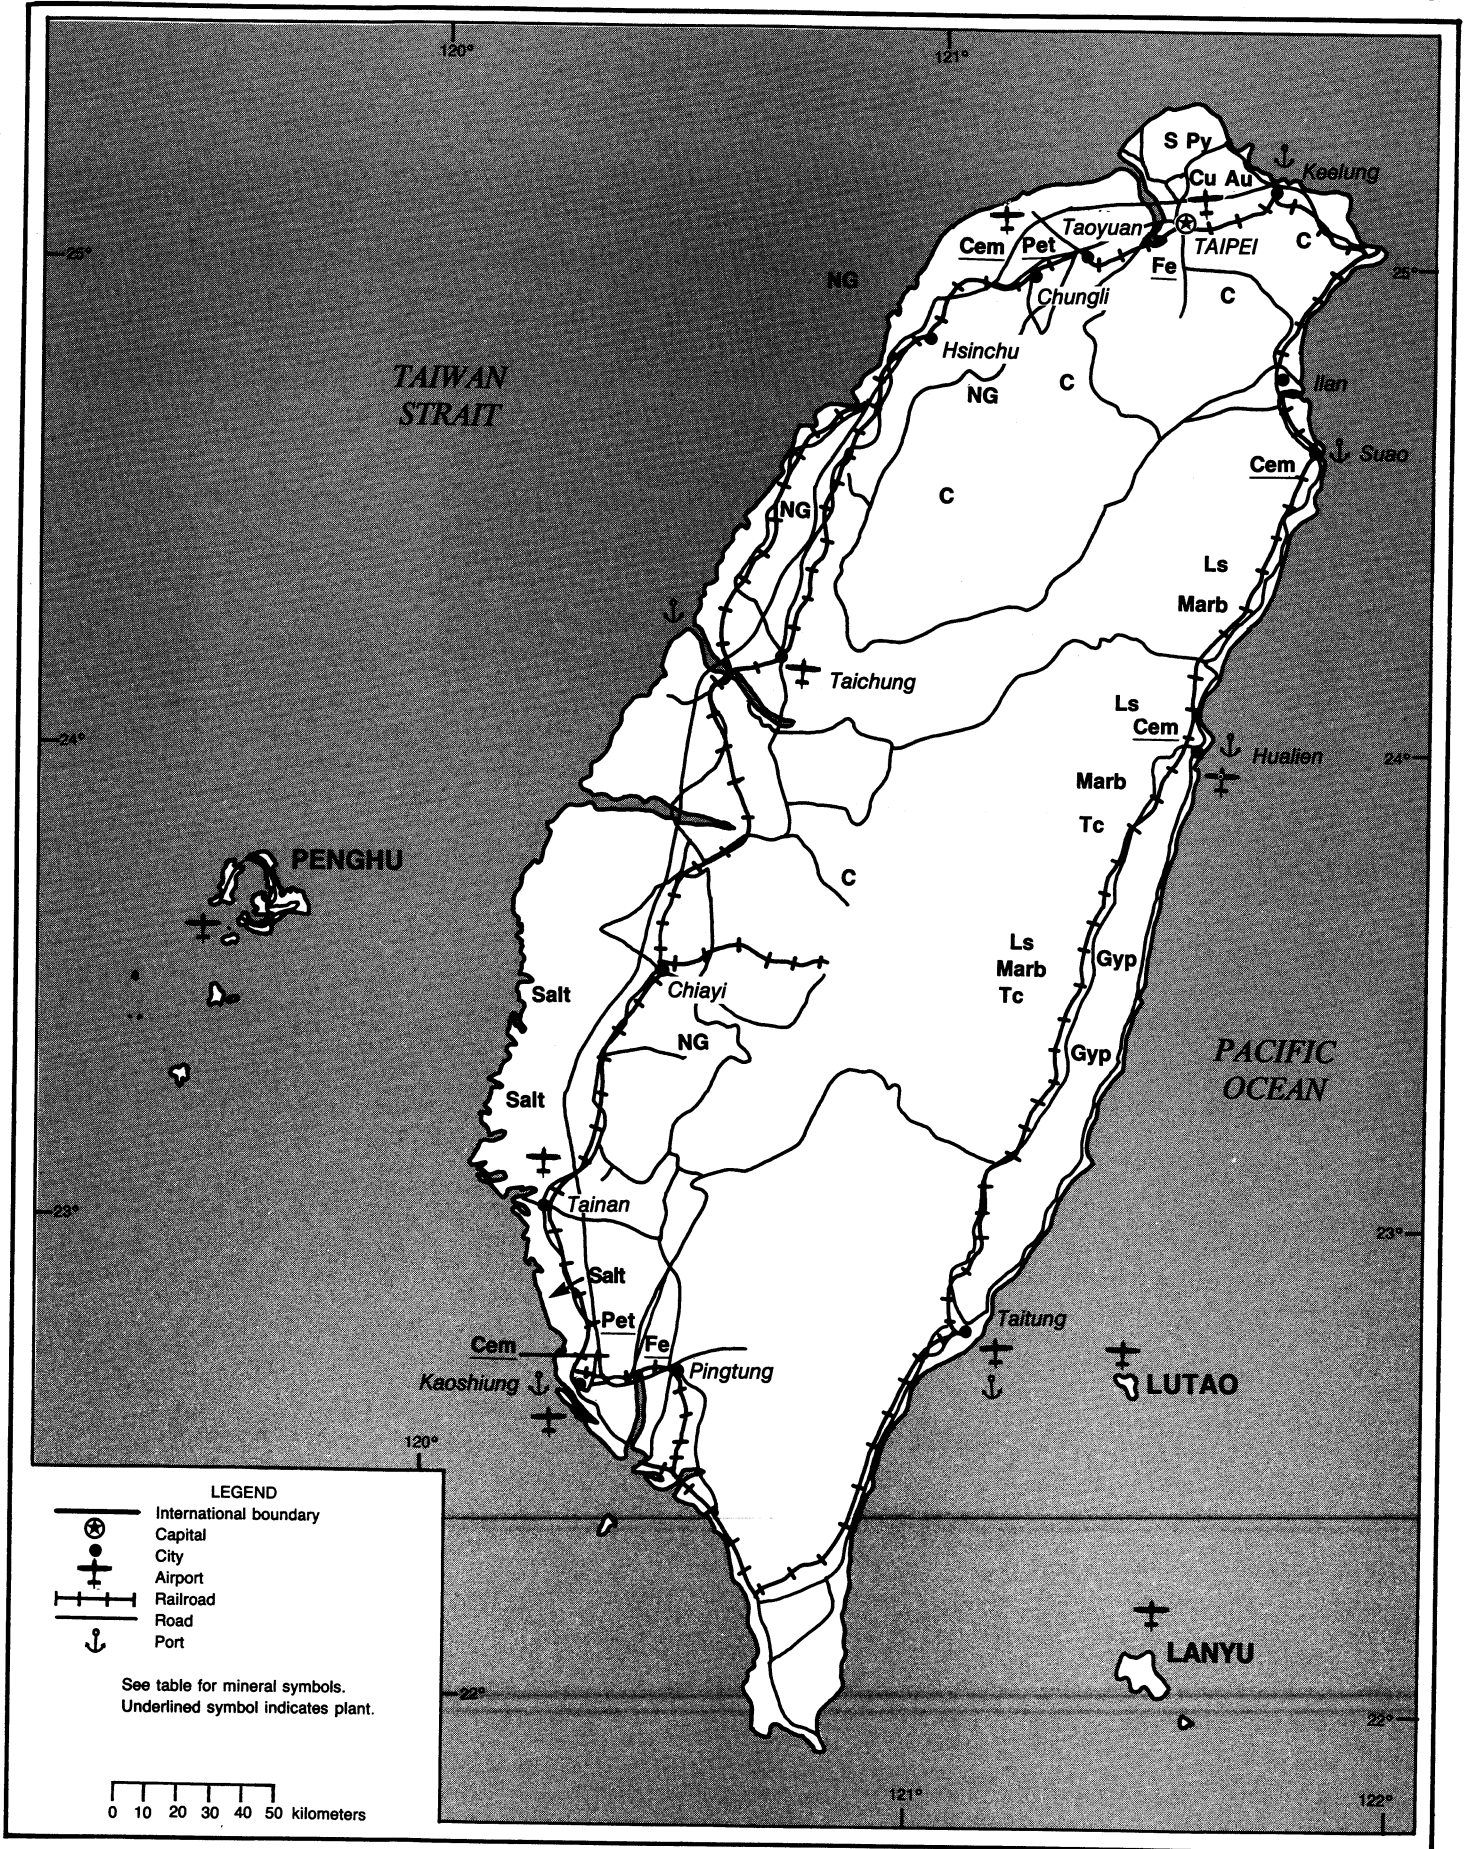 120°
121°
S Py
Keelung
Cu Au
Taoyuan
TAIPEI
C
Cem
Pet
Fe
25°
25°
NG
Chungli
C
Hsinchu
TAIWAN
STRAIT
NG
C
Ilan
Suao
Cem
C
NG
Ls
Marb
Taichung
Ls
Cem
24°
Hualien
24°
Marb
Tc
PENGHU
C
Ls
Marb
Tc
Gyp
Salt
Chiayi
NG
Gyp
PACIFIC
OCEAN
Salt
Tainan
23°
23°
Salt
Pet
Taitung
Cem
Fe
Pingtung
Kaoshiung
LUTAO
120°
LEGEND
International boundary
Capital
City
Airport
Railroad
Road
Port
See table for mineral symbols.
Underlined symbol indicates plant.
LANYU
22°
22°
121°
122°
0 10 20 30 40 50 kilometers